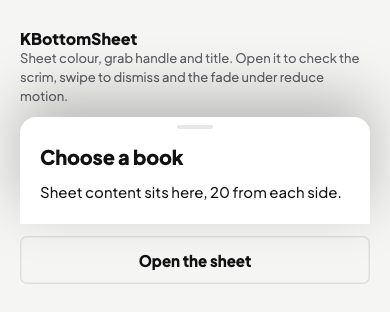 KBottomSheet
Sheet colour, grab handle and title. Open it to check the
scrim, swipe to dismiss and the fade under reduce
motion.
Choose a book
Sheet content sits here, 20 from each side.
Open the sheet